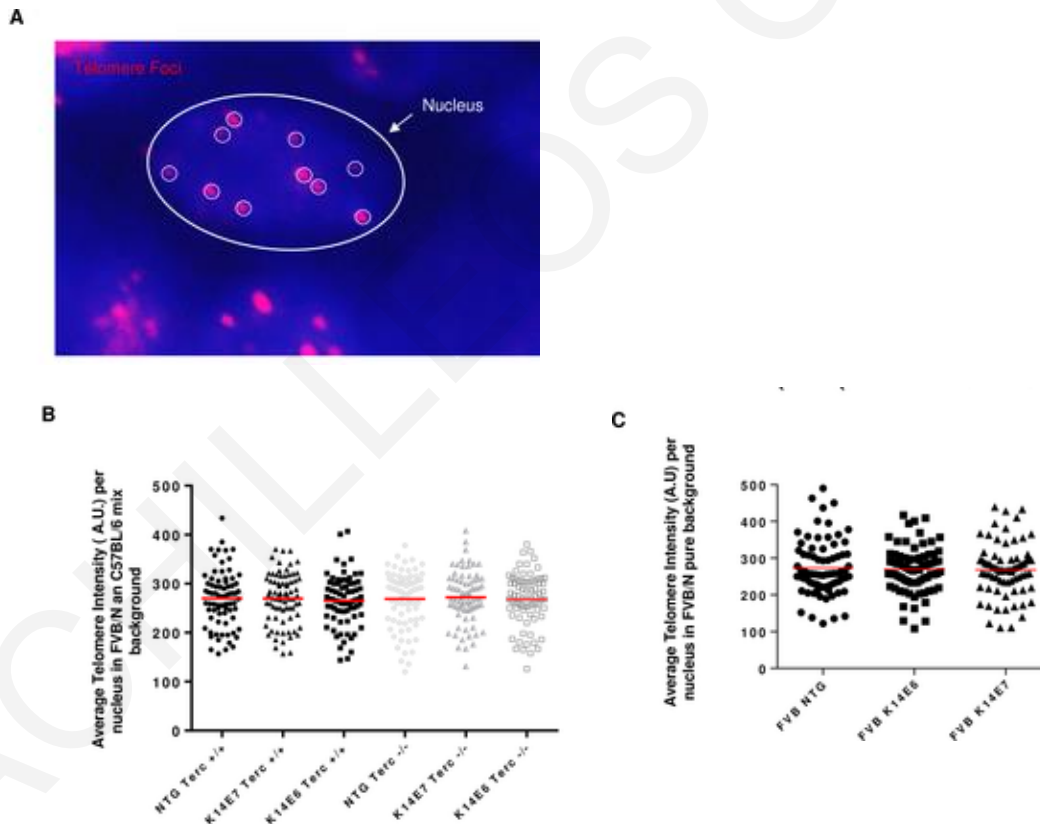 A
Telomere Foci
Nucleus
B
Average Telomere Intensity ( A.U.) per
nucleus in FVB/N an C57BL/6 mix
background
500
400
300
200
100
0
NTG Terc +/+
K14E7 Terc +/+
K14E6 Terc +/+
NTG Terc -/-
K14E7 Terc -/-
K14E6 Terc -/-
C
Average Telomere Intensity (A.U) per
nucleus in FVB/N pure background
500
400
300
200
100
0
FVB NTG
FVB K14E6
FVB K14E7